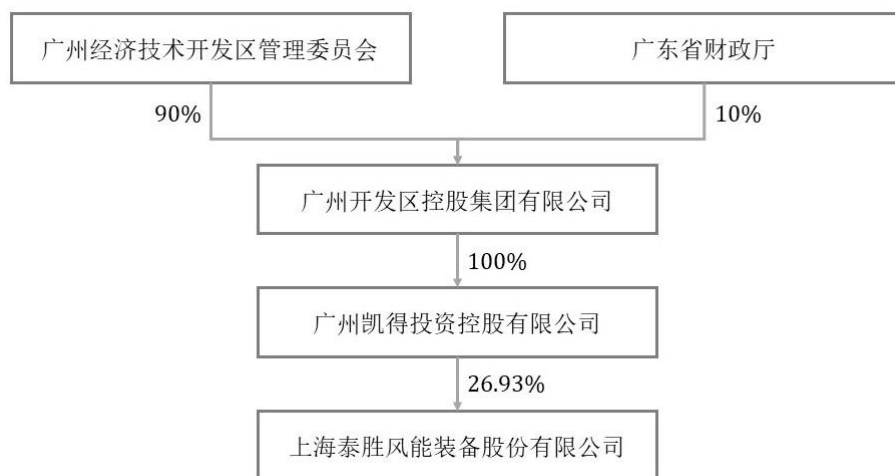 广州经济技术开发区管理委员会
广东省财政厅
90%
10%
广州开发区控股集团有限公司
100%
广州凯得投资控股有限公司
26.93%
上海泰胜风能装备股份有限公司